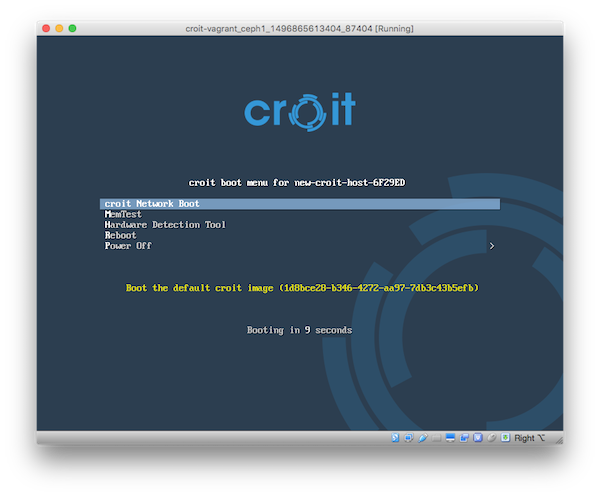 croit-vagrant_ceph1_1496865613404_87404 [Running]
croit
croit boot menu for new-croit-host-6F29ED
croit Network Boot
MemTest
Hardware Detection Tool
Reboot
Power Off >
Boot the default croit image (1d8bce28-b346-4272-aa97-7db3c43b5efb)
Booting in 9 seconds
Right ⌥